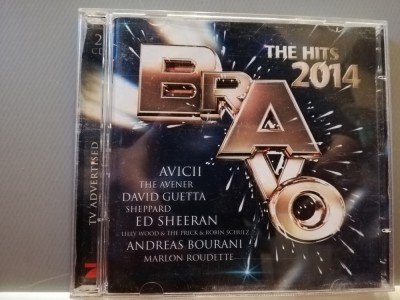 THE HITS
2014
BRAVO
AVICII
THE AVENER
DAVID GUETTA
SHEPPARD
ED SHEERAN
LILLY WOOD & THE PRICK & ROBIN SCHULZ
ANDREAS BOURANI
MARLON ROUDETTE
TV ADVERTISED
2